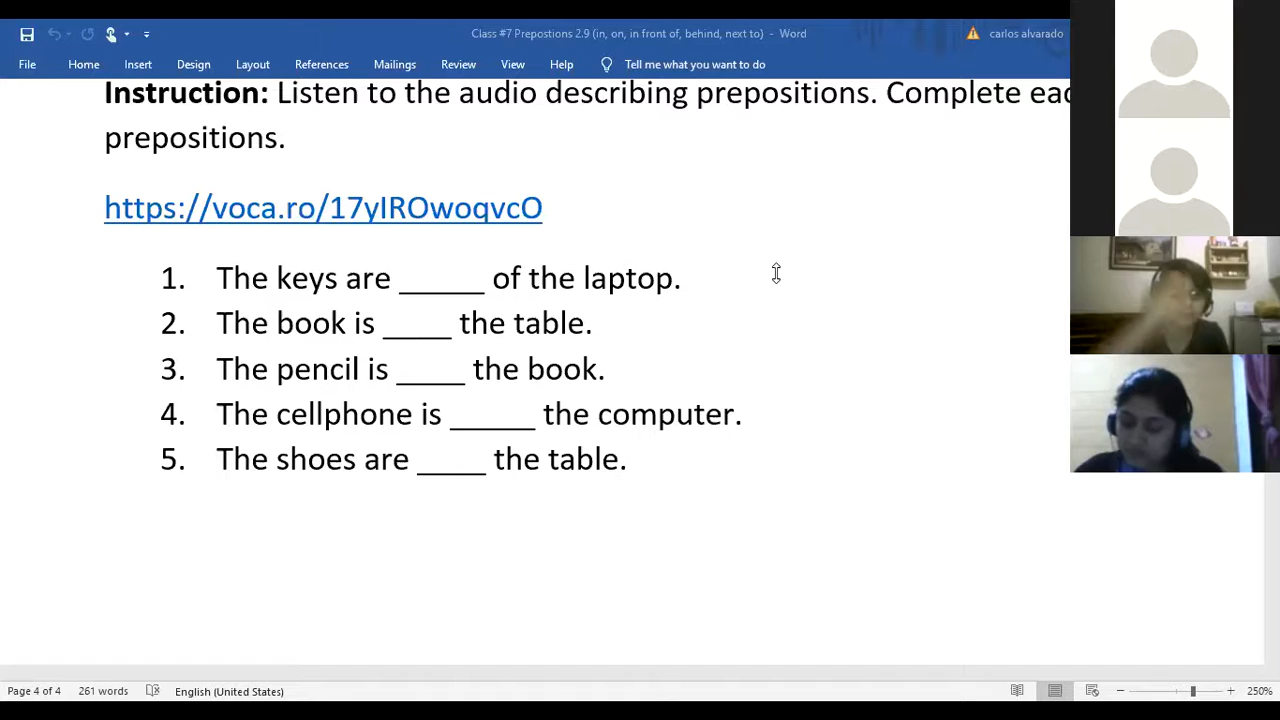 Class #7 Prepostions 2.9 (in, on, in front of, behind, next to) - Word
carlos alvarado
File Home Insert Design Layout References Mailings Review View Help Tell me what you want to do
Instruction: Listen to the audio describing prepositions. Complete eac
prepositions.
https://voca.ro/17yIROwoqvcO
1. The keys are _____ of the laptop.
2. The book is ____ the table.
3. The pencil is ____ the book.
4. The cellphone is _____ the computer.
5. The shoes are ____ the table.
Page 4 of 4 261 words English (United States) 250%